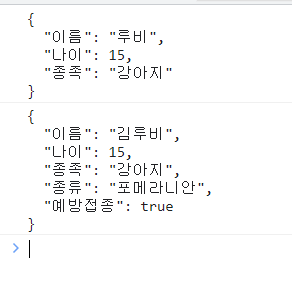 {
"이름": "루비",
"나이": 15,
"종족": "강아지"
}
{
"이름": "김루비",
"나이": 15,
"종족": "강아지",
"종류": "포메라니안",
"예방접종": true
}
>